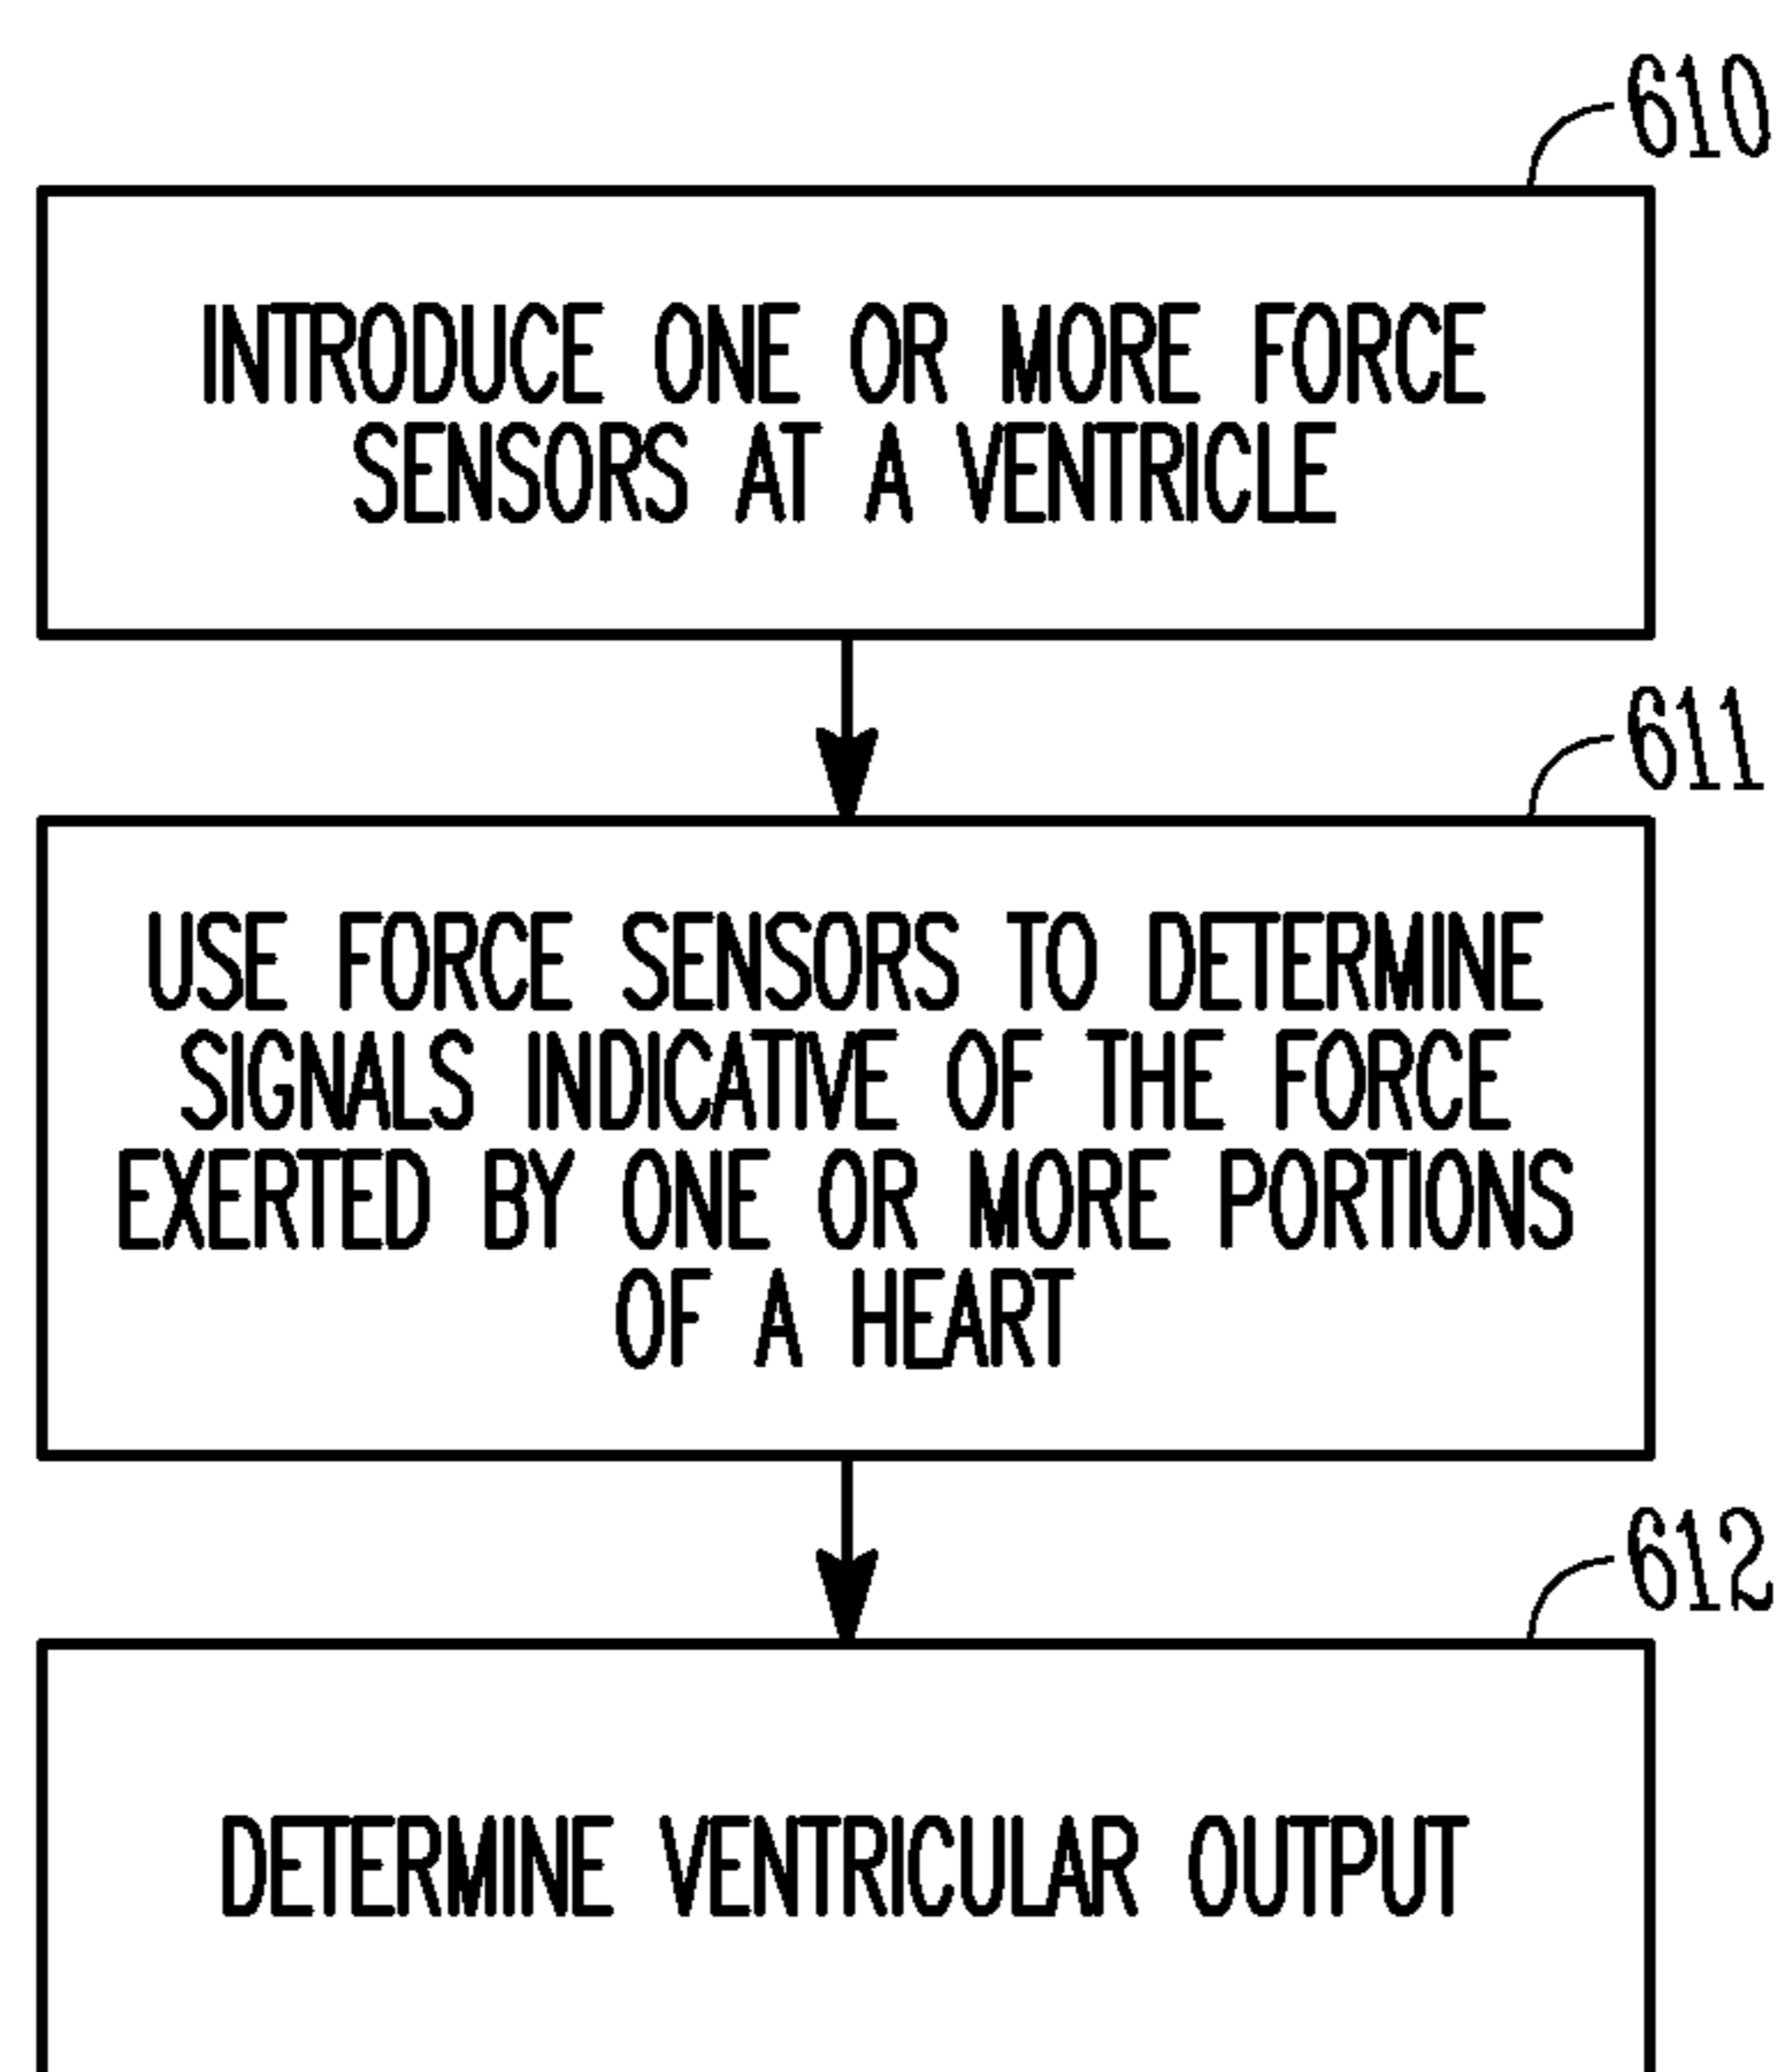 610
INTRODUCE ONE OR MORE FORCE
SENSORS AT A VENTRICLE
611
USE FORCE SENSORS TO DETERMINE
SIGNALS INDICATIVE OF THE FORCE
EXERTED BY ONE OR MORE PORTIONS
OF A HEART
612
DETERMINE VENTRICULAR OUTPUT